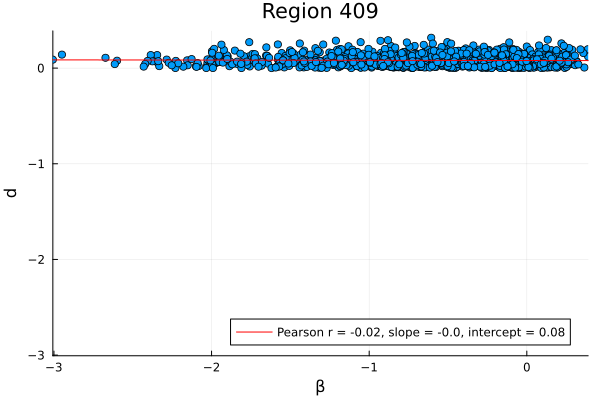 Region 409
0
−1
d
−2
Pearson r = -0.02, slope = -0.0, intercept = 0.08
−3
−3 −2 −1 0
β